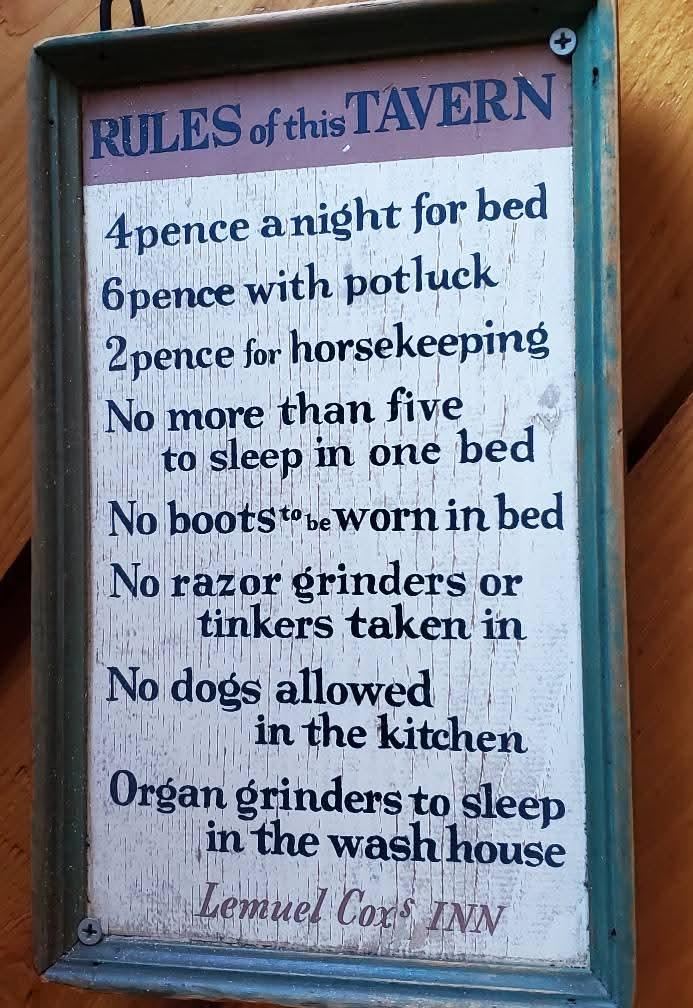 RULES of this TAVERN
4pence a night for bed
6pence with potluck
2pence for horsekeeping
No more than five
to sleep in one bed
No boots to be worn in bed
No razor grinders or
tinkers taken in
No dogs allowed
in the kitchen
Organ grinders to sleep
in the wash house
Lemuel Coxs INN